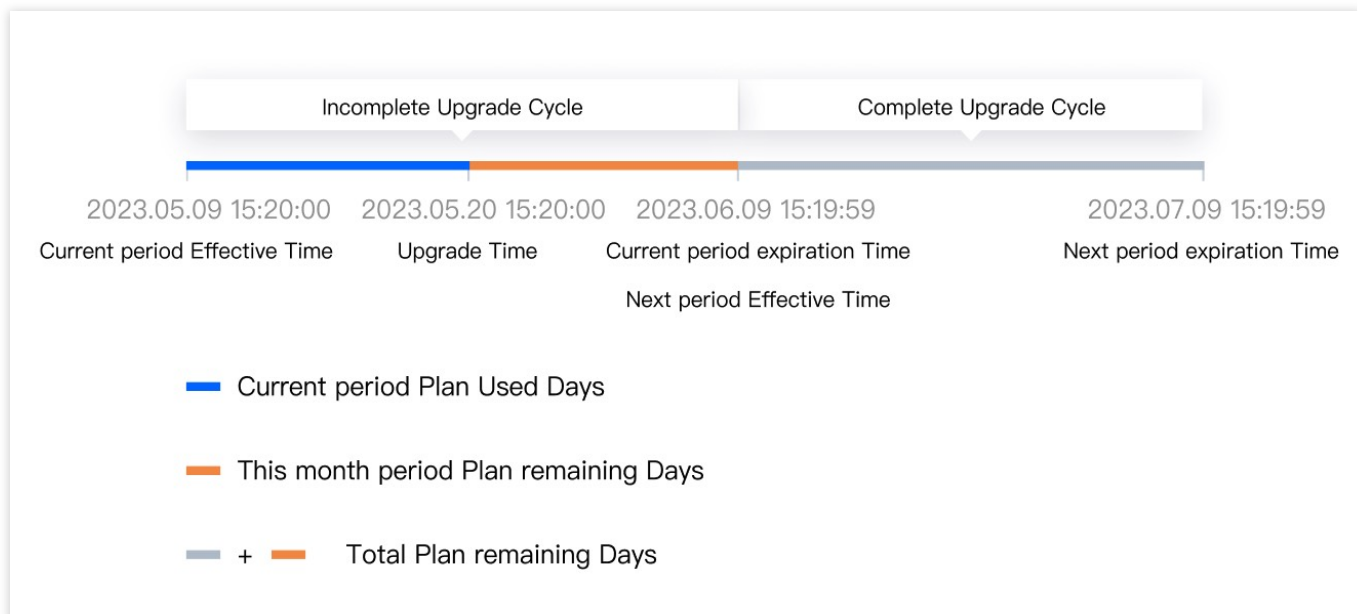 Incomplete Upgrade Cycle
Complete Upgrade Cycle
2023.05.09 15:20:00
2023.05.20 15:20:00
2023.06.09 15:19:59
2023.07.09 15:19:59
Current period Effective Time
Upgrade Time
Current period expiration Time
Next period expiration Time
Next period Effective Time
Current period Plan Used Days
This month period Plan remaining Days
+ Total Plan remaining Days